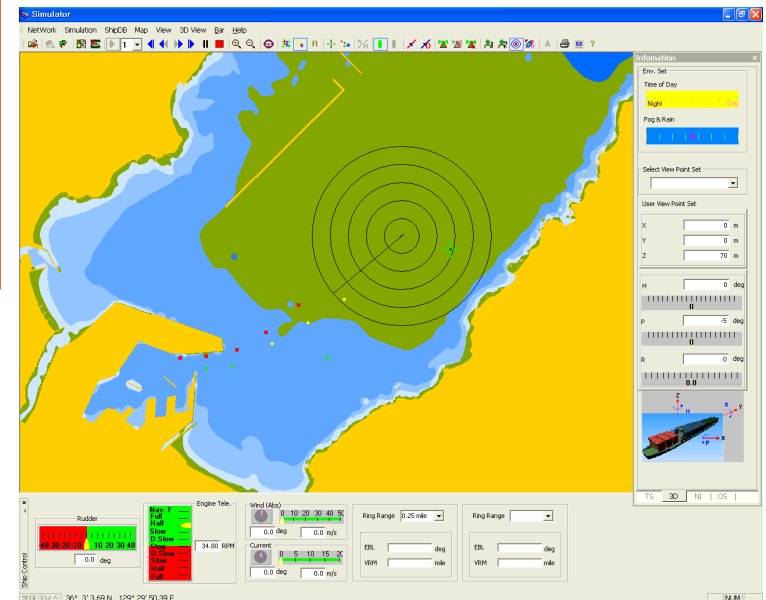 Simulator
NetWork Simulation ShipDB Map View 3D View Bar Help
1 R A ?
Infomation ×
Env. Set
Time of Day
Night Day
Fog & Rain
Select View Point Set
User View Point Set
X 0 m
Y 0 m
Z 70 m
H 0 deg
0
P -5 deg
0
R 0 deg
0.0
Z
H
R
Y
X
P
TS 3D NI OS
Ship Control
Rudder
-40-30-20-10 10 20 30 40
0.0 deg
Engine Tele.
Nav. F
Full
Half
Slow
D.Slow
Stop
D.Slow
Slow
Half
Full
34.80 RPM
Wind (Abs)
0 10 20 30 40 50
0.0 deg 0.0 m/s
Current
0 5 10 15 20
0.0 deg 0.0 m/s
Ring Range 0.25 mile
EBL deg
VRM mile
Ring Range
EBL deg
VRM mile
36° 3' 3.69 N, 129° 29' 50.39 E
NUM